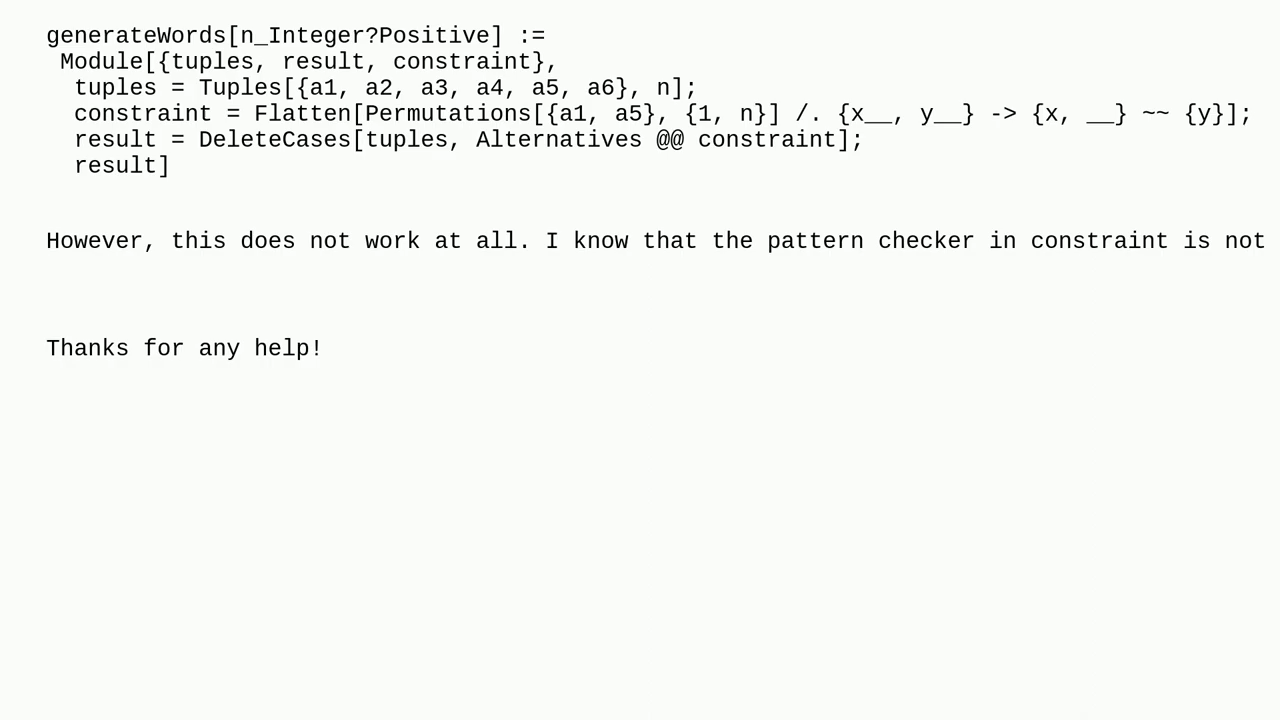 generateWords[n_Integer?Positive] :=
 Module[{tuples, result, constraint},
  tuples = Tuples[{a1, a2, a3, a4, a5, a6}, n];
  constraint = Flatten[Permutations[{a1, a5}, {1, n}] /. {x__, y__} -> {x, __} ~~ {y}];
  result = DeleteCases[tuples, Alternatives @@ constraint];
  result]
However, this does not work at all. I know that the pattern checker in constraint is not
Thanks for any help!